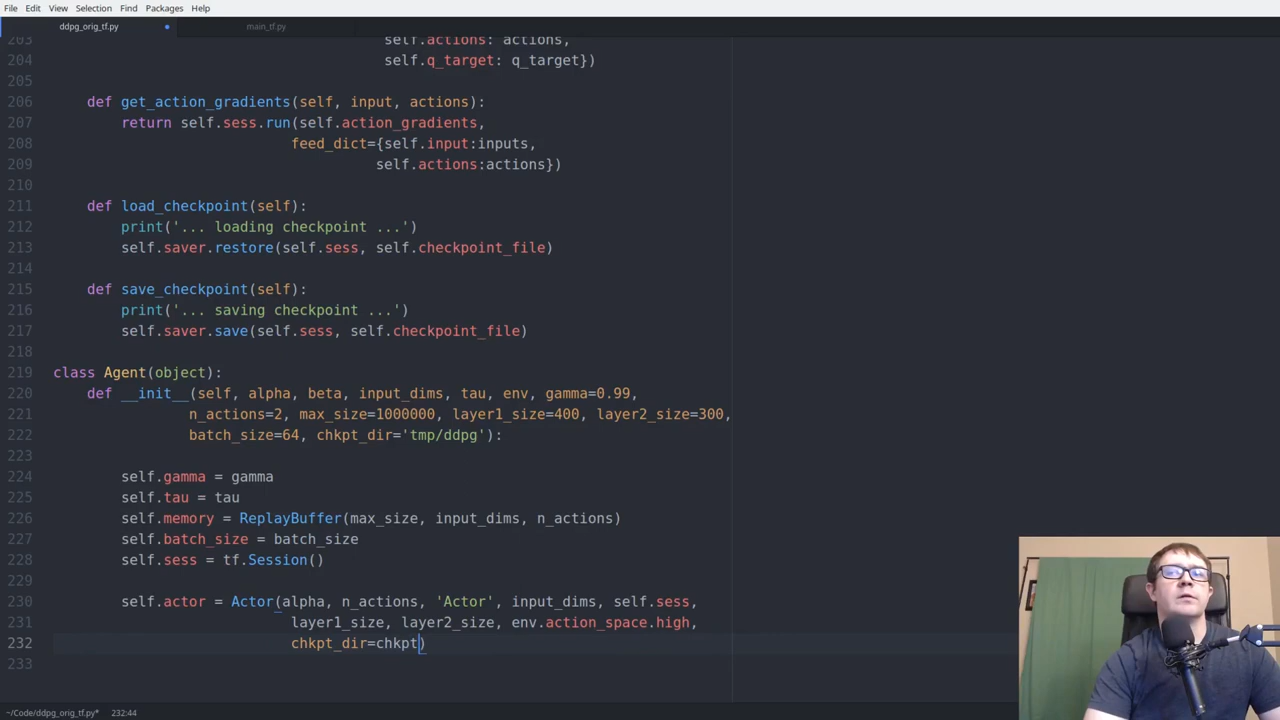 File Edit View Selection Find Packages Help
ddpg_orig_tf.py main_tf.py
203 self.actions: actions,
204 self.q_target: q_target})
205
206 def get_action_gradients(self, input, actions):
207 return self.sess.run(self.action_gradients,
208 feed_dict={self.input:inputs,
209 self.actions:actions})
210
211 def load_checkpoint(self):
212 print('... loading checkpoint ...')
213 self.saver.restore(self.sess, self.checkpoint_file)
214
215 def save_checkpoint(self):
216 print('... saving checkpoint ...')
217 self.saver.save(self.sess, self.checkpoint_file)
218
219 class Agent(object):
220 def __init__(self, alpha, beta, input_dims, tau, env, gamma=0.99,
221 n_actions=2, max_size=1000000, layer1_size=400, layer2_size=300,
222 batch_size=64, chkpt_dir='tmp/ddpg'):
223
224 self.gamma = gamma
225 self.tau = tau
226 self.memory = ReplayBuffer(max_size, input_dims, n_actions)
227 self.batch_size = batch_size
228 self.sess = tf.Session()
229
230 self.actor = Actor(alpha, n_actions, 'Actor', input_dims, self.sess,
231 layer1_size, layer2_size, env.action_space.high,
232 chkpt_dir=chkpt)
233
~/Code/ddpg_orig_tf.py* 232:44